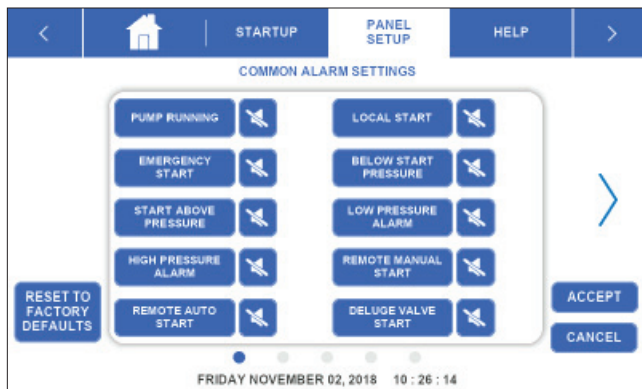 STARTUP
PANEL
SETUP
HELP
COMMON ALARM SETTINGS
PUMP RUNNING
LOCAL START
EMERGENCY
START
BELOW START
PRESSURE
START ABOVE
PRESSURE
LOW PRESSURE
ALARM
HIGH PRESSURE
ALARM
REMOTE MANUAL
START
REMOTE AUTO
START
DELUGE VALVE
START
RESET TO
FACTORY
DEFAULTS
ACCEPT
CANCEL
FRIDAY NOVEMBER 02, 2018 10 : 26 : 14